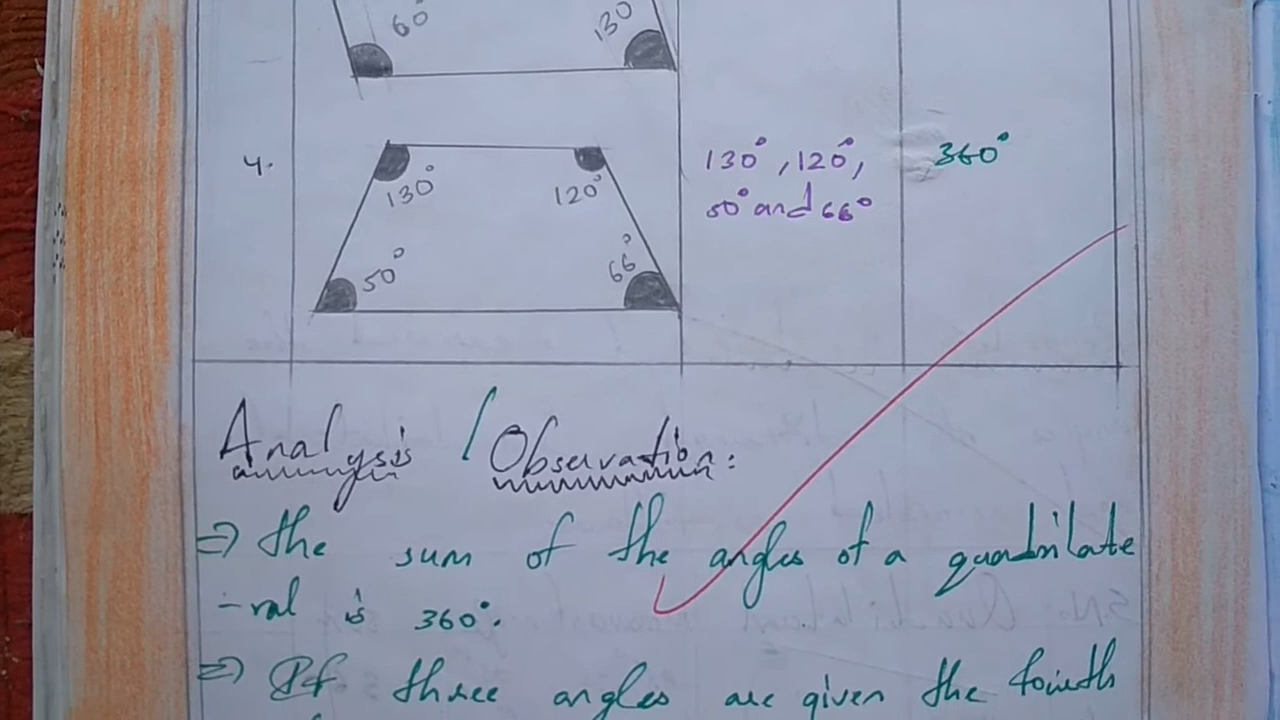 60° 130
4.
130° 120° 130°, 120°, 360°
50° and 66°
50° 66°
Analysis / Observation:
⇒ the sum of the angles of a quadrilate
-ral is 360°.
⇒ If three angles are given the fourth